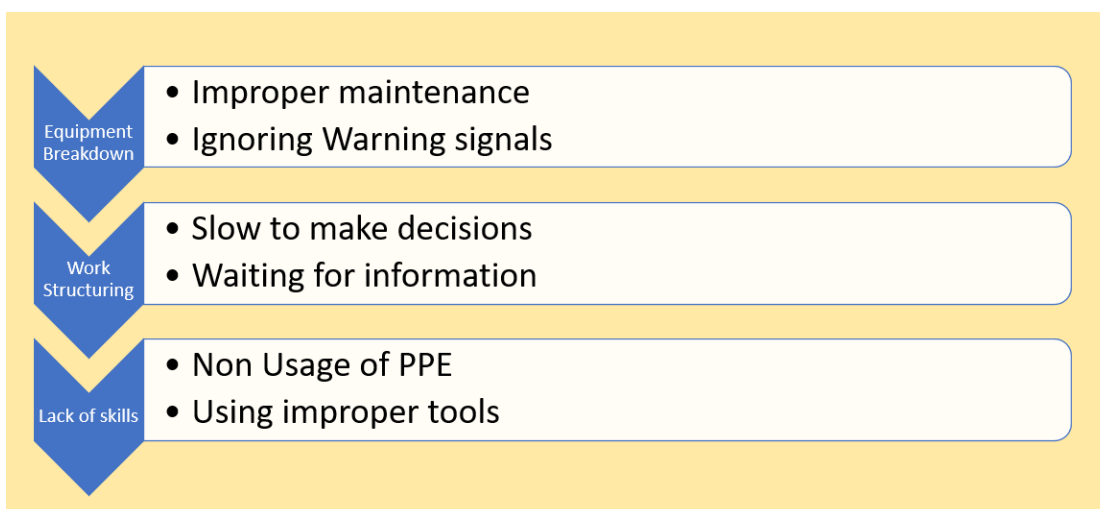 Equipment
Breakdown
• Improper maintenance
• Ignoring Warning signals
Work
Structuring
• Slow to make decisions
• Waiting for information
Lack of skills
• Non Usage of PPE
• Using improper tools